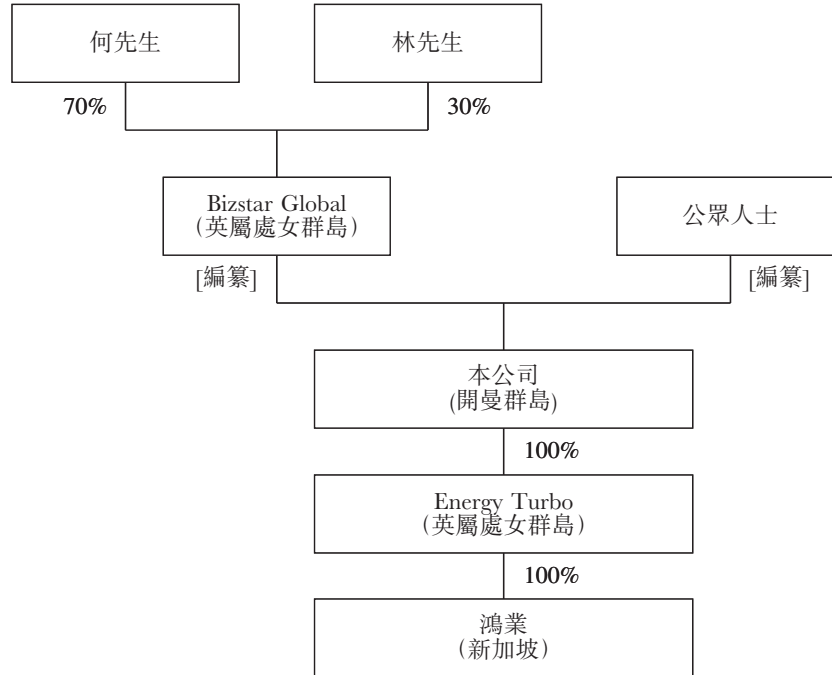 何先生
林先生
70%
30%
Bizstar Global
（英屬處女群島）
公眾人士
[編纂]
[編纂]
本公司
(開曼群島)
100%
Energy Turbo
（英屬處女群島）
100%
鴻業
（新加坡）